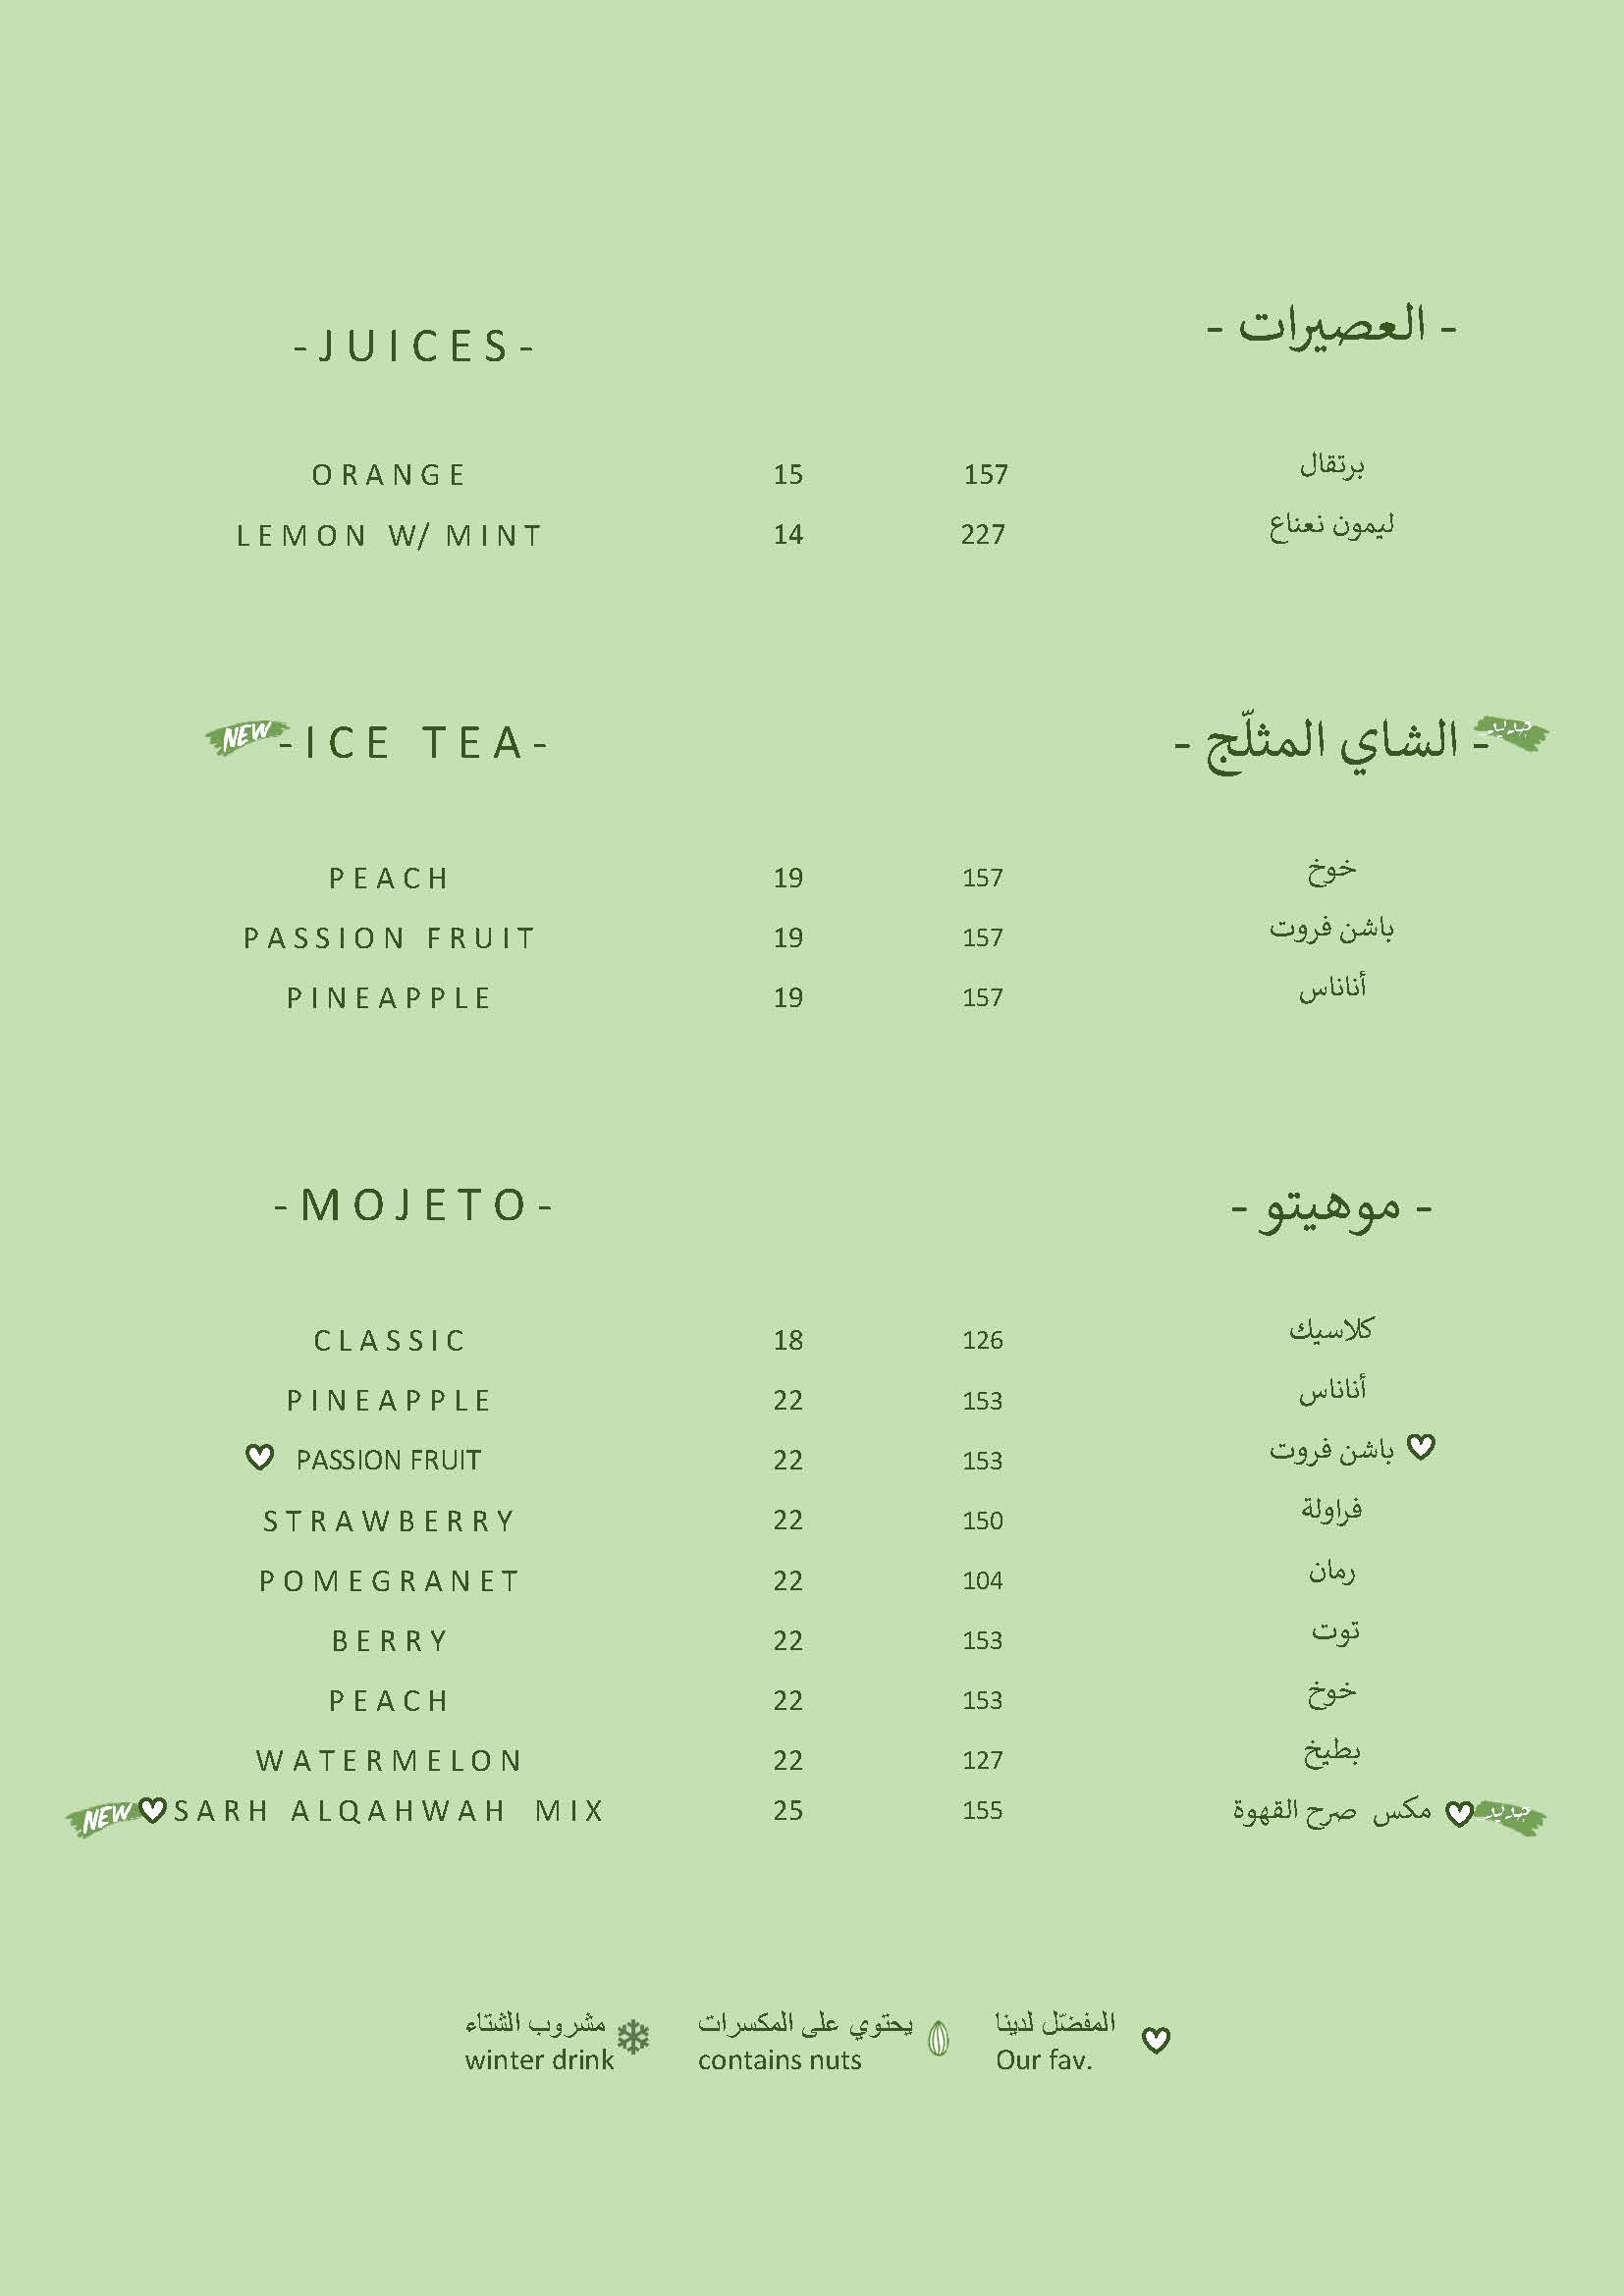 -JUICES- - العصيرات -
ORANGE 15 157 برتقال
LEMON W/ MINT 14 227 ليمون نعناع
NEW -ICE TEA- - الشاي المثلّج - جديد
PEACH 19 157 خوخ
PASSION FRUIT 19 157 باشن فروت
PINEAPPLE 19 157 أناناس
-MOJETO- - موهيتو -
CLASSIC 18 126 كلاسيك
PINEAPPLE 22 153 أناناس
PASSION FRUIT 22 153 باشن فروت
STRAWBERRY 22 150 فراولة
POMEGRANET 22 104 رمان
BERRY 22 153 توت
PEACH 22 153 خوخ
WATERMELON 22 127 بطيخ
NEW SARH ALQAHWAH MIX 25 155 مكس صرح القهوة جديد
مشروب الشتاء يحتوي على المكسرات المفضّل لدينا
winter drink contains nuts Our fav.